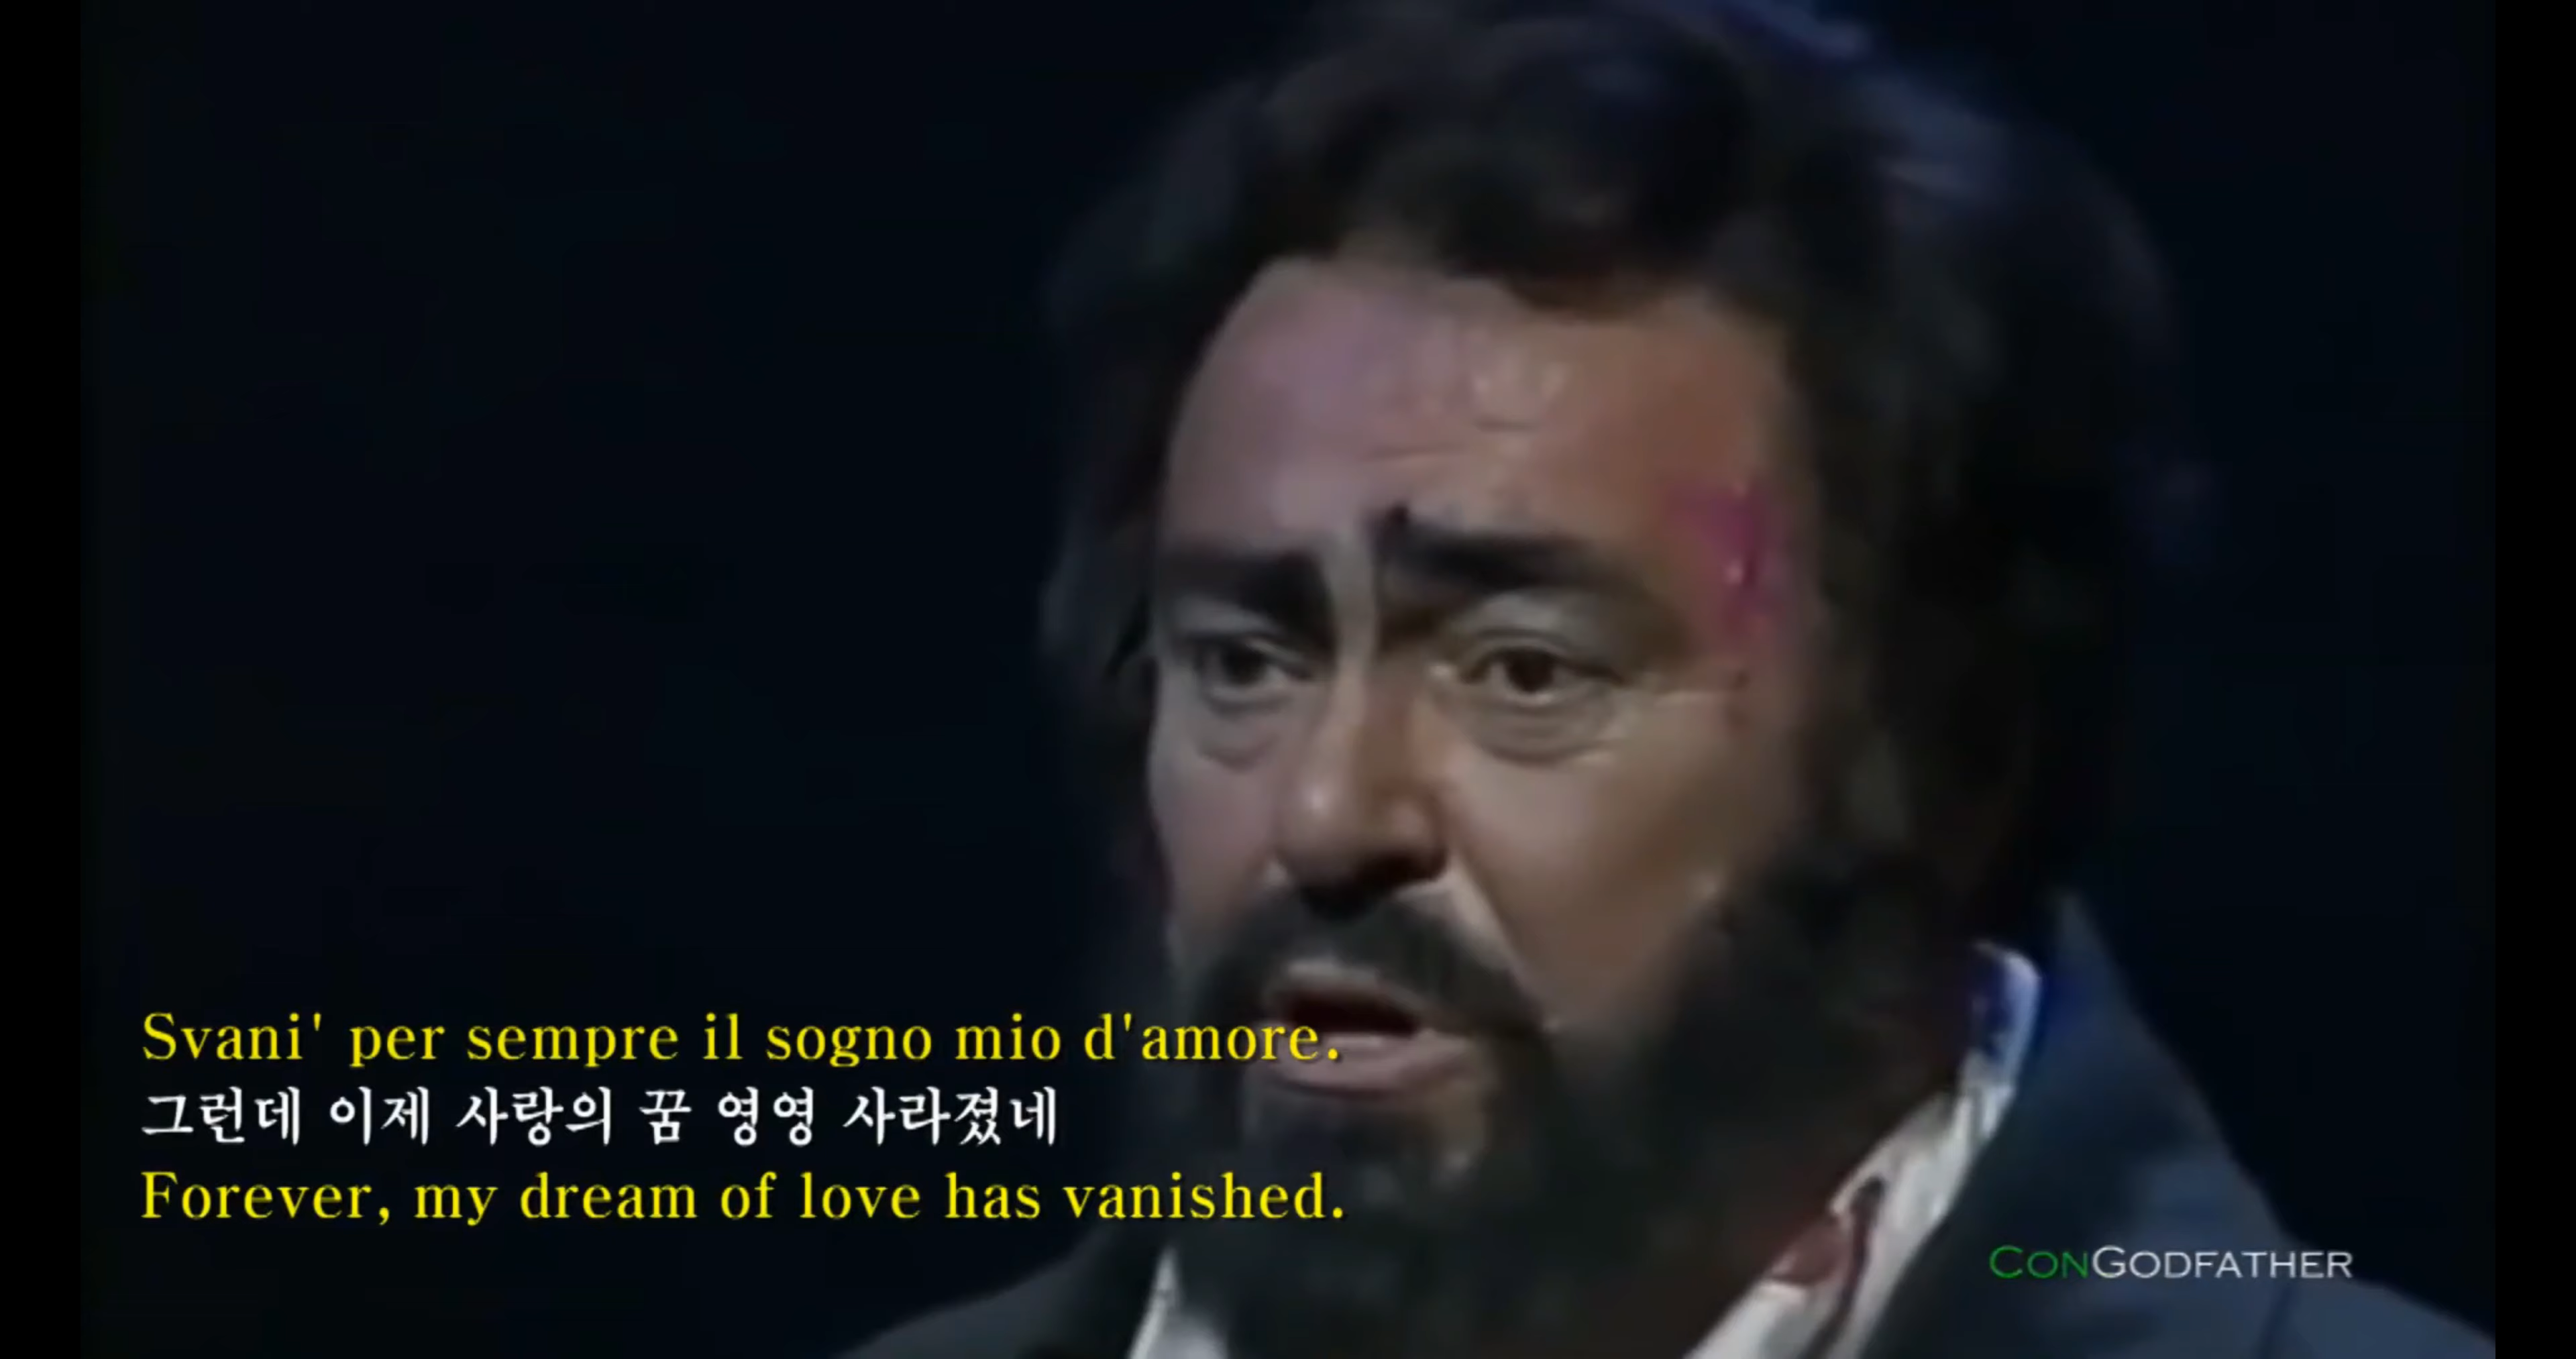 Svani' per sempre il sogno mio d'amore.
그런데 이제 사랑의 꿈 영영 사라졌네
Forever, my dream of love has vanished.
CONGODFATHER